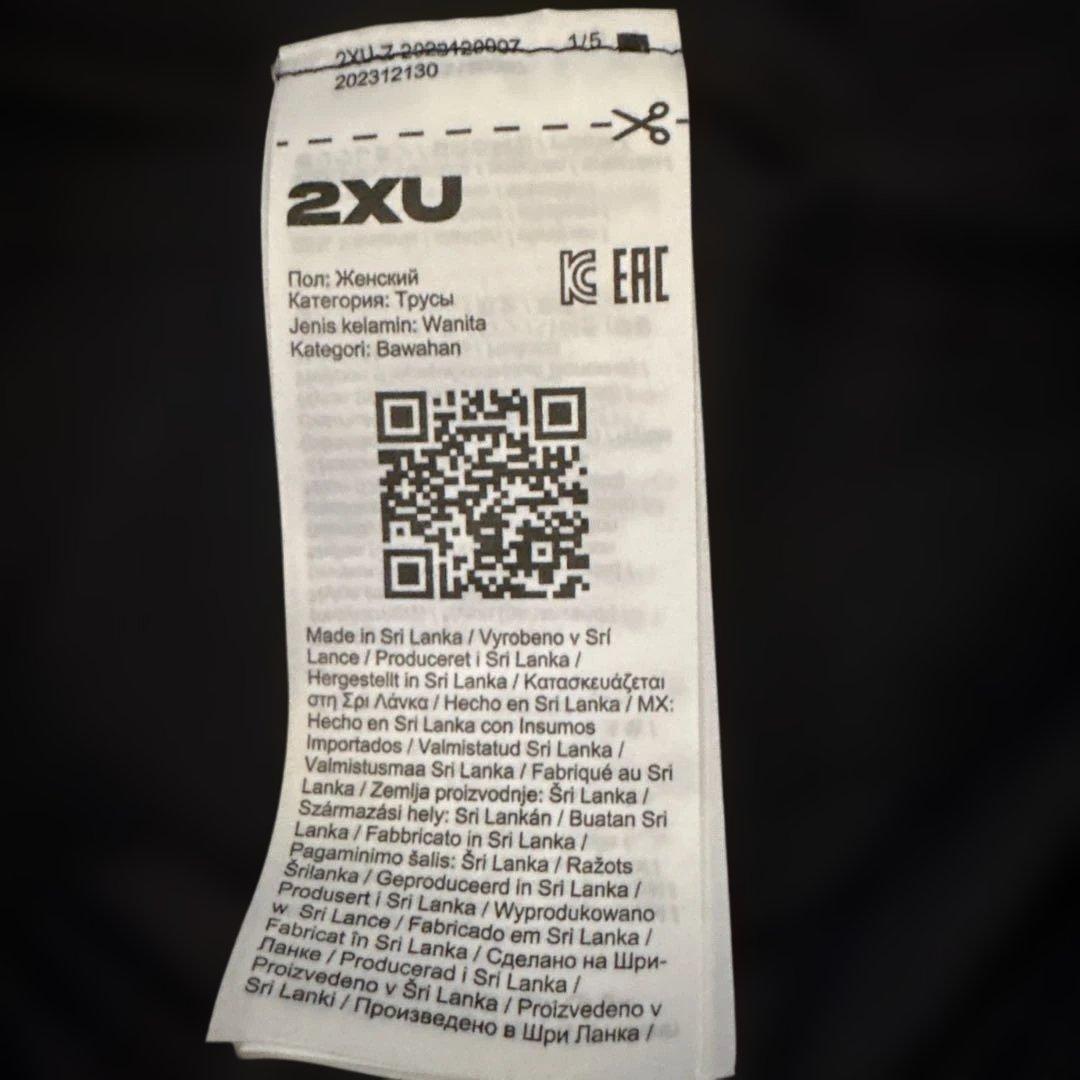 2XU-Z-2023120007 1/5
202312130
2XU
EAC
Пол: Женский
Категория: Трусы
Jenis kelamin: Wanita
Kategori: Bawahan
Made in Sri Lanka / Vyrobeno v Srí
Lance / Produceret i Sri Lanka /
Hergestellt in Sri Lanka / Κατασκευάζεται
στη Σρι Λάνκα / Hecho en Sri Lanka / MX:
Hecho en Sri Lanka con Insumos
Importados / Valmistatud Sri Lanka /
Valmistusmaa Sri Lanka / Fabriqué au Sri
Lanka / Zemlja proizvodnje: Šri Lanka /
Származási hely: Sri Lankán / Buatan Sri
Lanka / Fabbricato in Sri Lanka /
Pagaminimo šalis: Šri Lanka / Ražots
Šrilanka / Geproduceerd in Sri Lanka /
Produsert i Sri Lanka / Wyprodukowano
w Sri Lance / Fabricado em Sri Lanka /
Fabricat în Sri Lanka / Сделано на Шри-
Ланке / Producerad i Sri Lanka /
Proizvedeno v Šri Lanka / Proizvedeno v
Sri Lanki / Произведено в Шри Ланка /